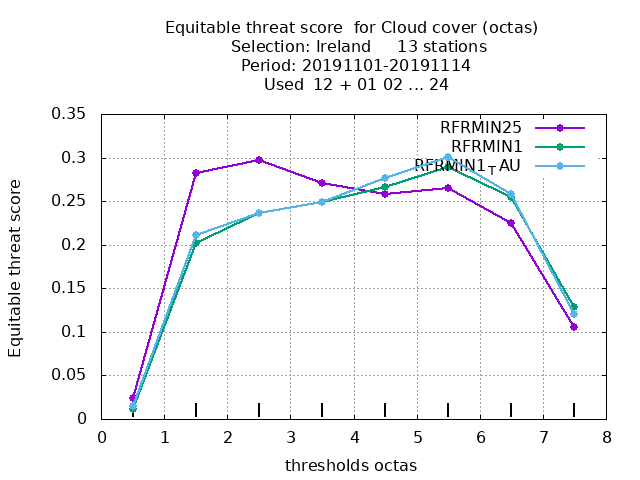 Equitable threat score  for Cloud cover (octas)
Selection: Ireland     13 stations
Period: 20191101-20191114
Used  12 + 01 02 ... 24
RFRMIN25
RFRMIN1
RFRMIN1_TAU
Equitable threat score
0.35
0.3
0.25
0.2
0.15
0.1
0.05
0
0 1 2 3 4 5 6 7 8
thresholds octas